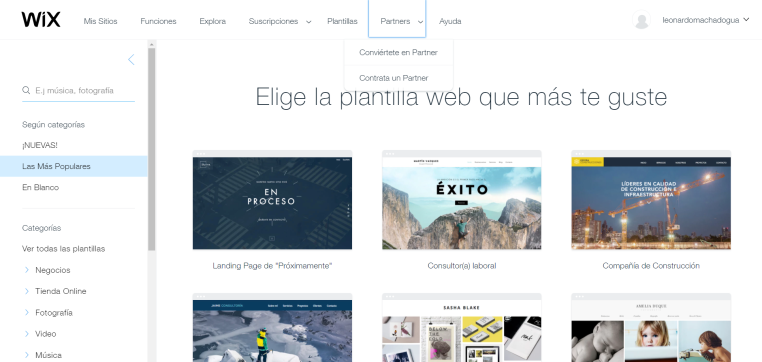 WiX
Mis Sitios
Funciones
Explora
Suscripciones
Plantillas
Partners
Ayuda
leonardomachadogua
Conviértete en Partner
Contrata un Partner
E.j música, fotografía
Según categorías
¡NUEVAS!
Las Más Populares
En Blanco
Categorías
Ver todas las plantillas
Negocios
Tienda Online
Fotografía
Video
Música
Elige la plantilla web que más te guste
EN
PROCESO
Landing Page de "Próximamente"
ÉXITO
Consultor(a) laboral
LÍDERES EN CALIDAD
DE CONSTRUCCIÓN E
INFRAESTRUCTURA
Compañía de Construcción
SASHA BLAKE
BELOW
THE
FOLD